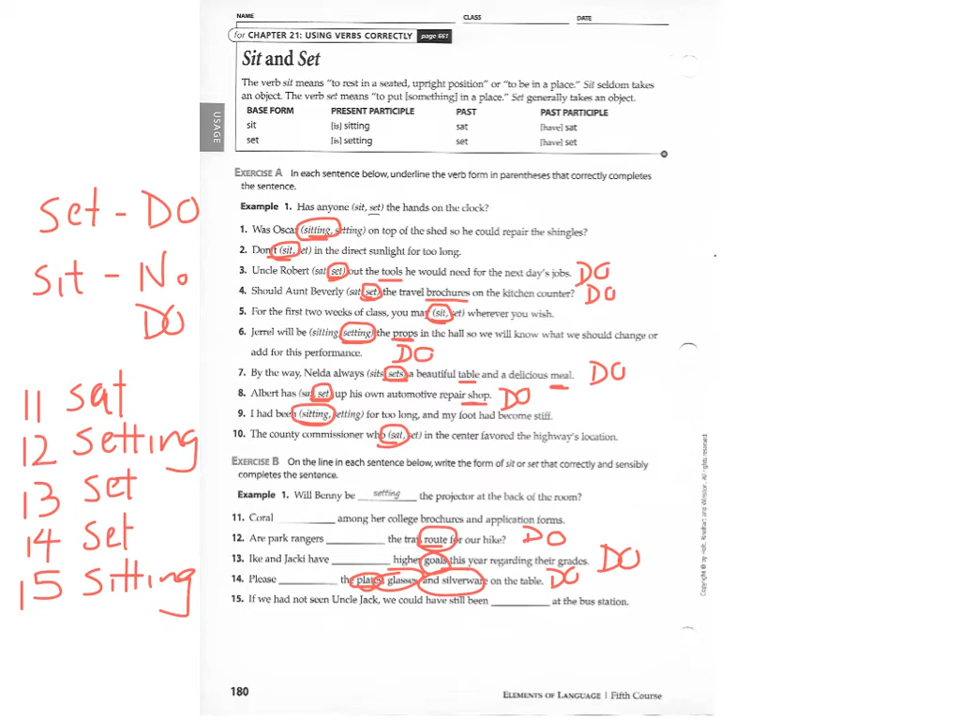 NAME CLASS DATE
for CHAPTER 21: USING VERBS CORRECTLY page 661
Sit and Set
The verb sit means "to rest in a seated, upright position" or "to be in a place." Sit seldom takes
an object. The verb set means "to put [something] in a place." Set generally takes an object.
BASE FORM PRESENT PARTICIPLE PAST PAST PARTICIPLE
sit [is] sitting sat [have] sat
set [is] setting set [have] set
USAGE
EXERCISE A In each sentence below, underline the verb form in parentheses that correctly completes
the sentence.
Example 1. Has anyone (sit, set) the hands on the clock?
1. Was Oscar (sitting, setting) on top of the shed so he could repair the shingles?
2. Don't (sit, set) in the direct sunlight for too long.
3. Uncle Robert (sat, set) out the tools he would need for the next day's jobs. DO
4. Should Aunt Beverly (sat, set) the travel brochures on the kitchen counter? DO
5. For the first two weeks of class, you may (sit, set) wherever you wish.
6. Jerrel will be (sitting, setting) the props in the hall so we will know what we should change or
add for this performance. DO
7. By the way, Nelda always (sits, sets) a beautiful table and a delicious meal. DO
8. Albert has (sat, set) up his own automotive repair shop. DO
9. I had been (sitting, setting) for too long, and my foot had become stiff.
10. The county commissioner who (sat, set) in the center favored the highway's location.
EXERCISE B On the line in each sentence below, write the form of sit or set that correctly and sensibly
completes the sentence.
Example 1. Will Benny be setting the projector at the back of the room?
11. Coral ________ among her college brochures and application forms.
12. Are park rangers ________ the trail route for our hike? DO
13. Ike and Jacki have ________ higher goals this year regarding their grades. DO
14. Please ________ the plates, glasses, and silverware on the table. DO
15. If we had not seen Uncle Jack, we could have still been ________ at the bus station.
set - DO
sit - No
DO
11 sat
12 setting
13 set
14 set
15 sitting
180 ELEMENTS OF LANGUAGE | Fifth Course
Copyright © by Holt, Rinehart and Winston. All rights reserved.